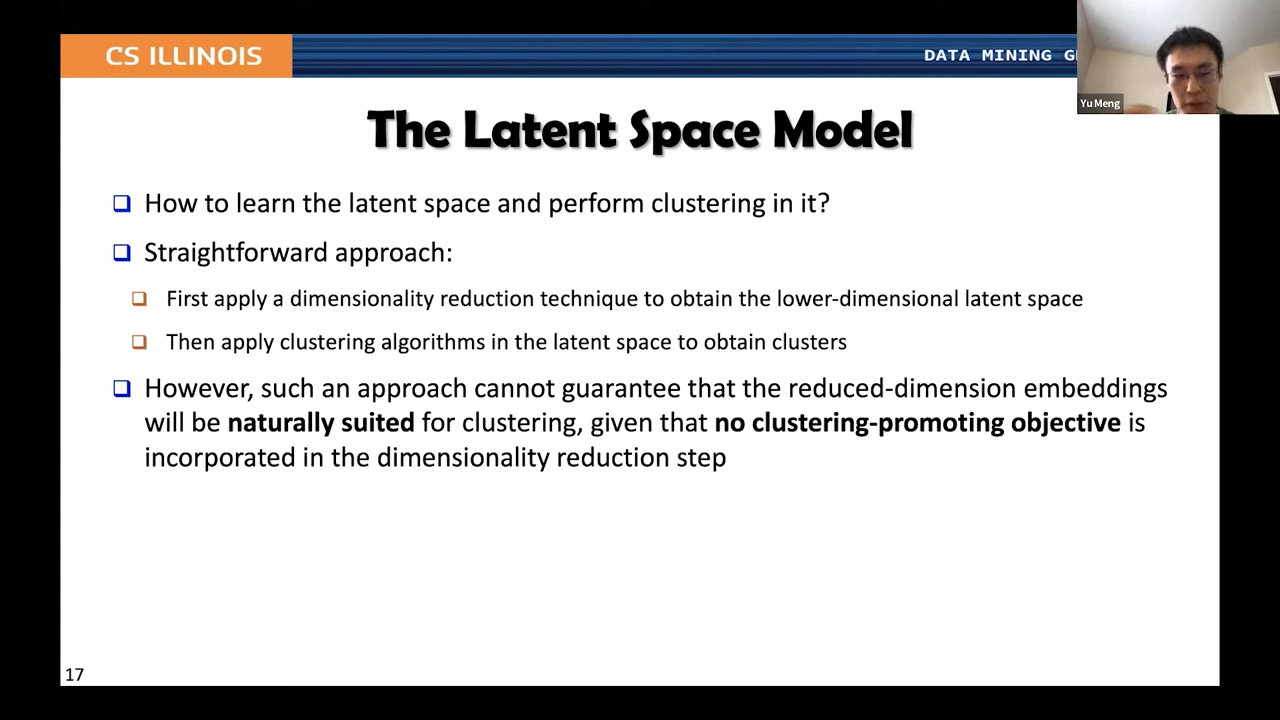 CS ILLINOIS
DATA MINING
Yu Meng
The Latent Space Model
How to learn the latent space and perform clustering in it?
Straightforward approach:
First apply a dimensionality reduction technique to obtain the lower-dimensional latent space
Then apply clustering algorithms in the latent space to obtain clusters
However, such an approach cannot guarantee that the reduced-dimension embeddings
will be naturally suited for clustering, given that no clustering-promoting objective is
incorporated in the dimensionality reduction step
17